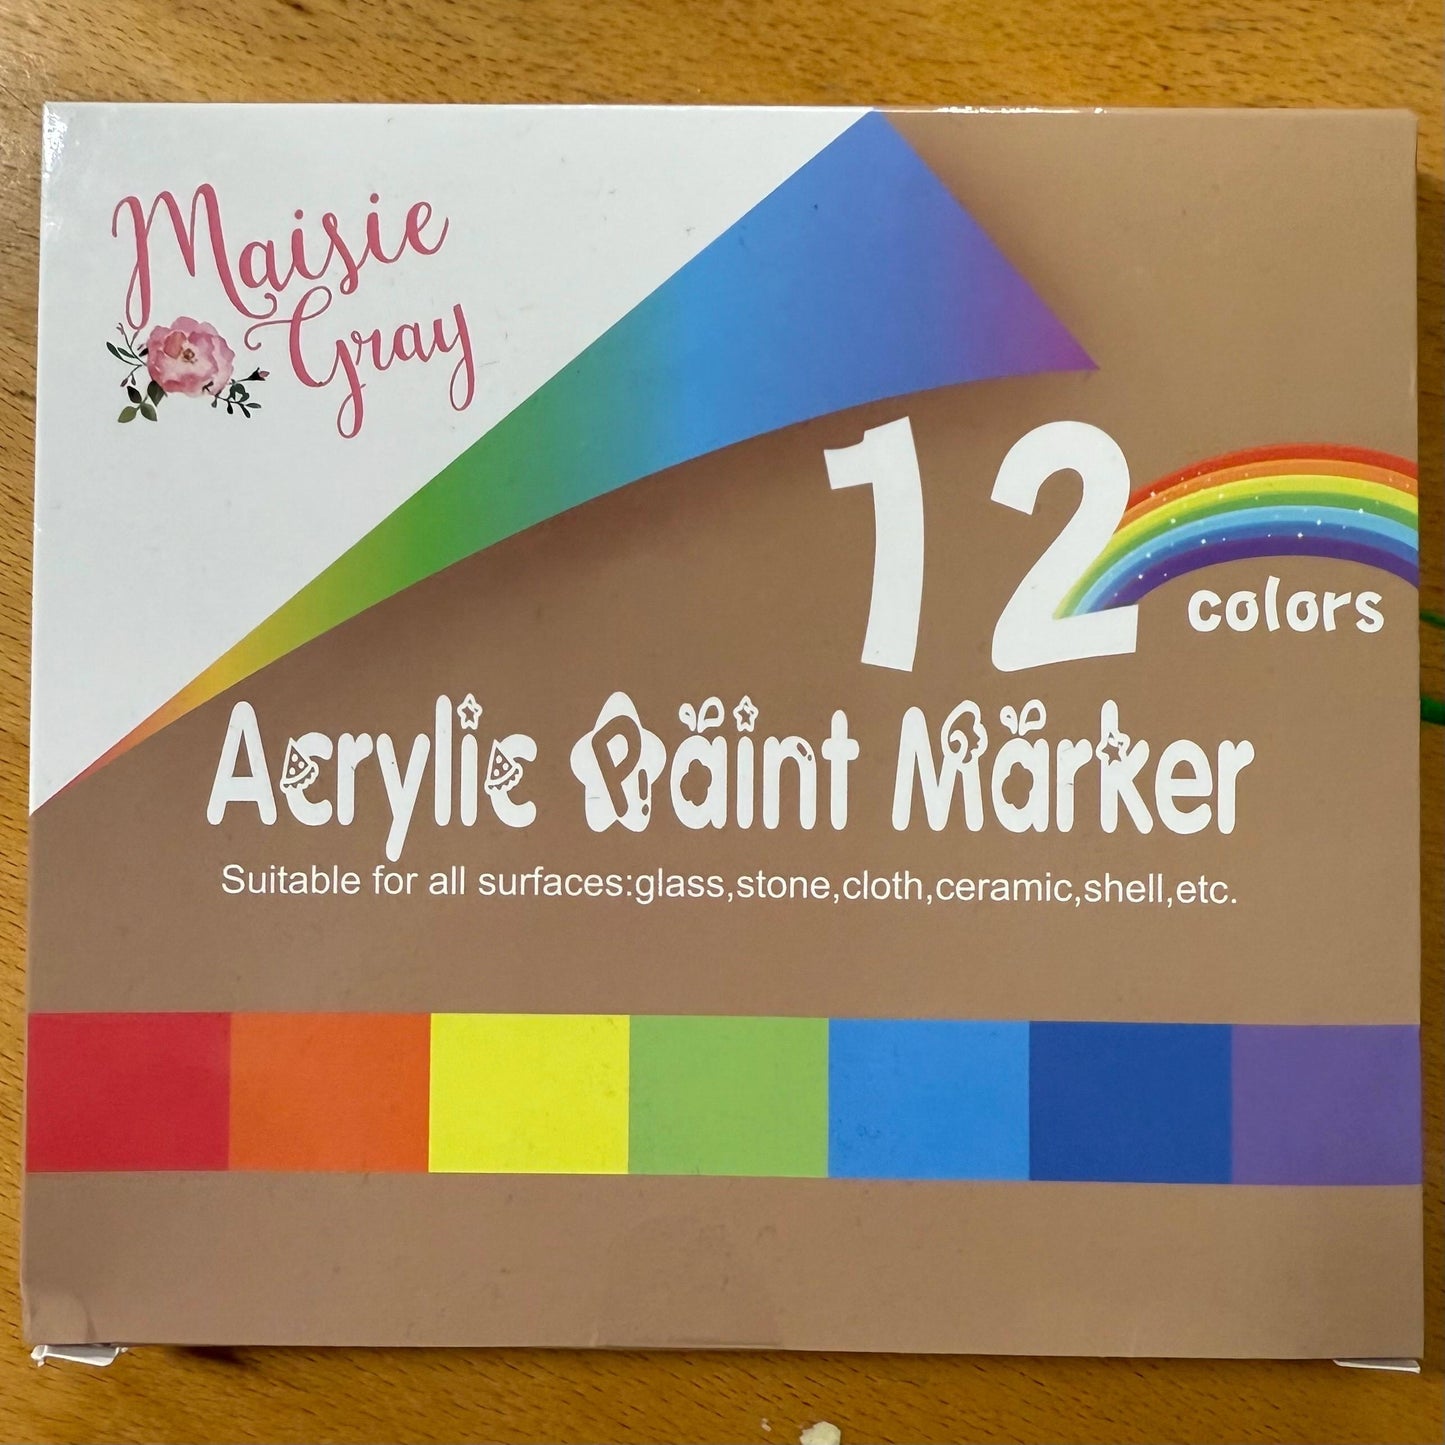 Maisie
Gray
12
colors
Acrylic Paint Marker
Suitable for all surfaces:glass,stone,cloth,ceramic,shell,etc.